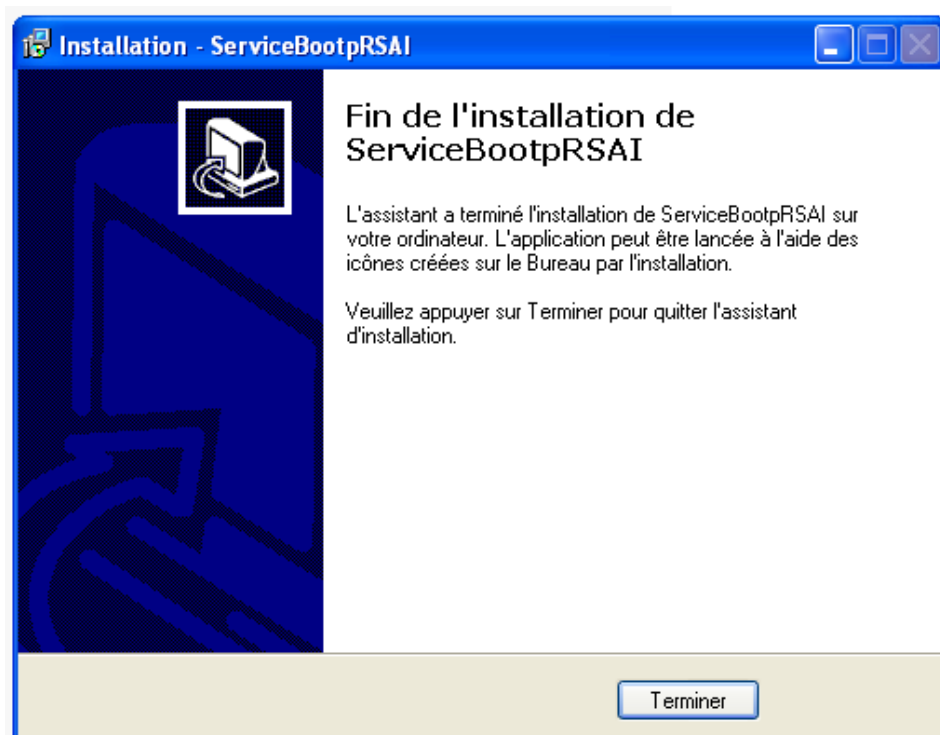 Installation - ServiceBootpRSAI
Fin de l'installation de
ServiceBootpRSAI
L'assistant a terminé l'installation de ServiceBootpRSAI sur
votre ordinateur. L'application peut être lancée à l'aide des
icônes créées sur le Bureau par l'installation.
Veuillez appuyer sur Terminer pour quitter l'assistant
d'installation.
Terminer